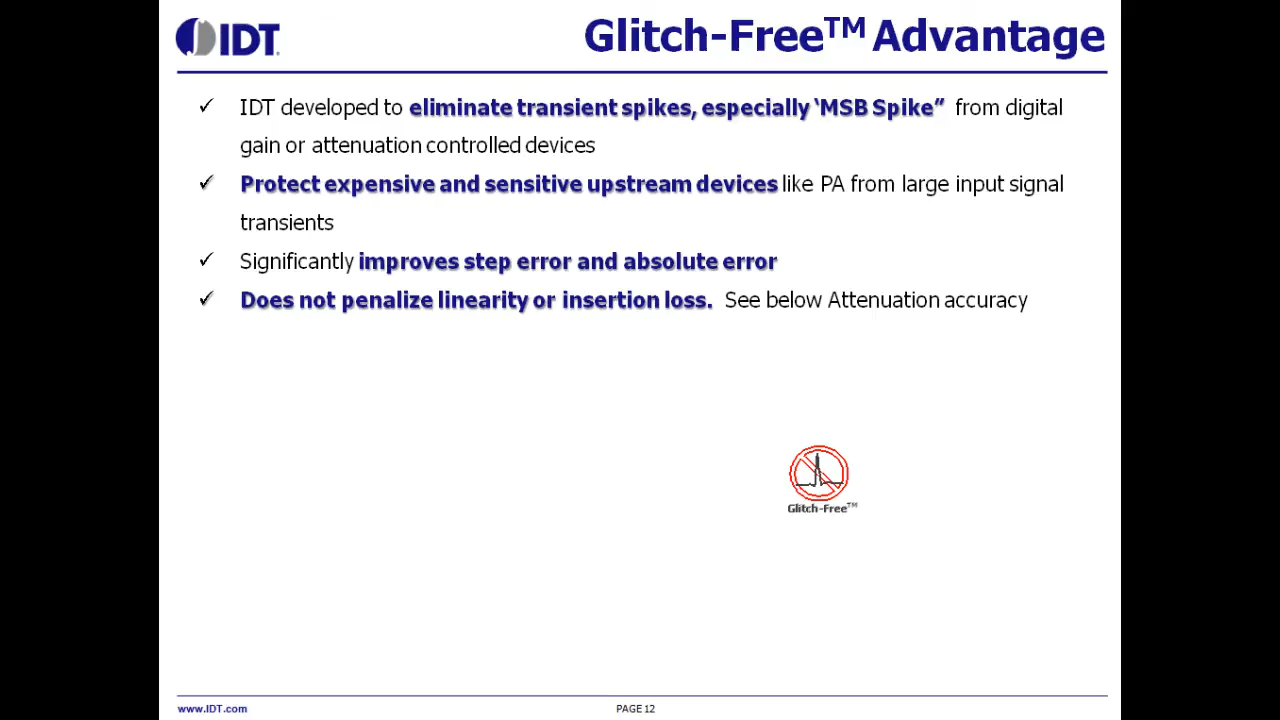 IDT
Glitch-Free™ Advantage
✓ IDT developed to eliminate transient spikes, especially ‘MSB Spike” from digital
gain or attenuation controlled devices
✓ Protect expensive and sensitive upstream devices like PA from large input signal
transients
✓ Significantly improves step error and absolute error
✓ Does not penalize linearity or insertion loss. See below Attenuation accuracy
Glitch-Free™
www.IDT.com
PAGE 12